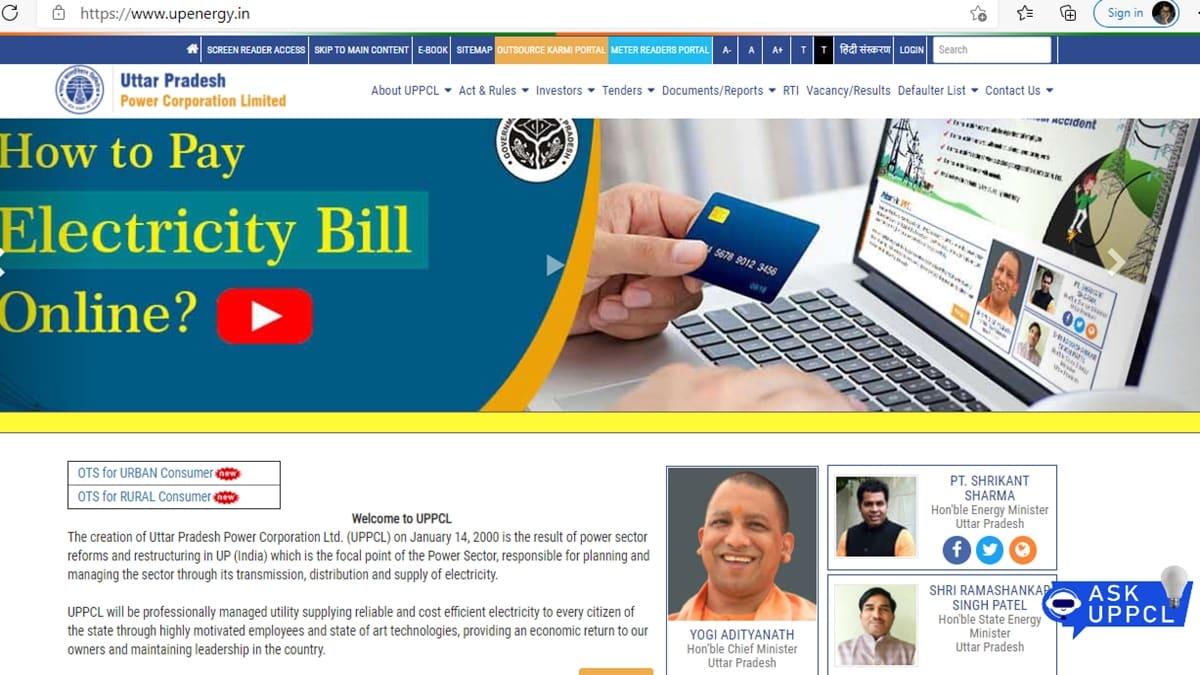 https://www.upenergy.in
Sign in
SCREEN READER ACCESS
SKIP TO MAIN CONTENT
E-BOOK
SITEMAP
OUTSOURCE KARMI PORTAL
METER READERS PORTAL
A-
A
A+
T
T
हिंदी संस्करण
LOGIN
Search
Uttar Pradesh
Power Corporation Limited
About UPPCL
Act & Rules
Investors
Tenders
Documents/Reports
RTI
Vacancy/Results
Defaulter List
Contact Us
How to Pay
Electricity Bill
Online?
5678 9012 3456
Accident
OTS for URBAN Consumer new
OTS for RURAL Consumer new
Welcome to UPPCL
The creation of Uttar Pradesh Power Corporation Ltd. (UPPCL) on January 14, 2000 is the result of power sector
reforms and restructuring in UP (India) which is the focal point of the Power Sector, responsible for planning and
managing the sector through its transmission, distribution and supply of electricity.
UPPCL will be professionally managed utility supplying reliable and cost efficient electricity to every citizen of
the state through highly motivated employees and state of art technologies, providing an economic return to our
owners and maintaining leadership in the country.
YOGI ADITYANATH
Hon'ble Chief Minister
Uttar Pradesh
PT. SHRIKANT
SHARMA
Hon'ble Energy Minister
Uttar Pradesh
SHRI RAMASHANKAR
SINGH PATEL
Hon'ble State Energy
Minister
Uttar Pradesh
ASK
UPPCL